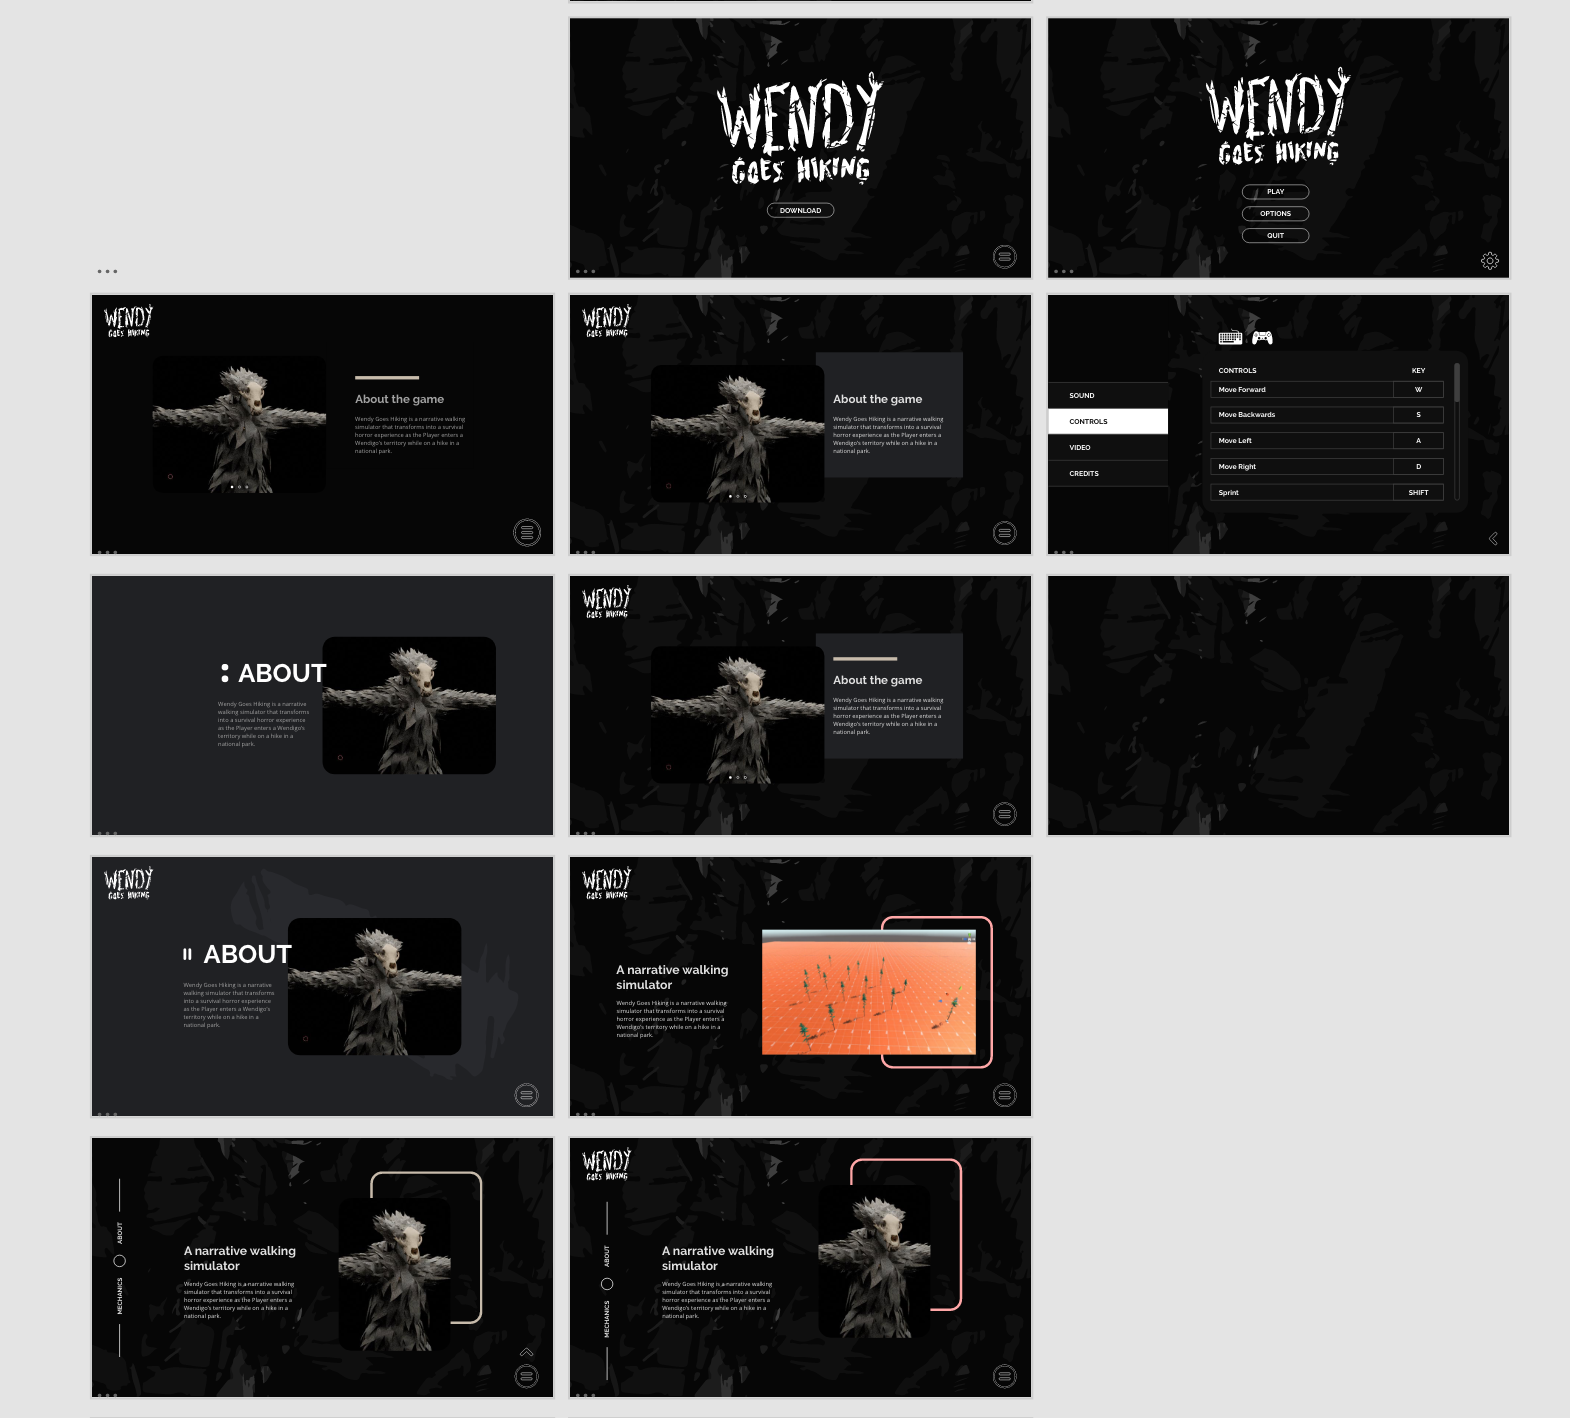 WENDY
GOES HIKING
DOWNLOAD
WENDY
GOES HIKING
PLAY
OPTIONS
QUIT
WENDY
GOES HIKING
About the game
Wendy Goes Hiking is a narrative walking
simulator that transforms into a survival
horror experience as the Player enters a
Wendigo's territory while on a hike in a
national park.
WENDY
GOES HIKING
About the game
Wendy Goes Hiking is a narrative walking
simulator that transforms into a survival
horror experience as the Player enters a
Wendigo's territory while on a hike in a
national park.
SOUND
CONTROLS
VIDEO
CREDITS
CONTROLS KEY
Move Forward W
Move Backwards S
Move Left A
Move Right D
Sprint SHIFT
: ABOUT
Wendy Goes Hiking is a narrative
walking simulator that transforms
into a survival horror experience
as the Player enters a Wendigo's
territory while on a hike in a
national park.
WENDY
GOES HIKING
About the game
Wendy Goes Hiking is a narrative walking
simulator that transforms into a survival
horror experience as the Player enters a
Wendigo's territory while on a hike in a
national park.
WENDY
GOES HIKING
ABOUT
Wendy Goes Hiking is a narrative
walking simulator that transforms
into a survival horror experience
as the Player enters a Wendigo's
territory while on a hike in a
national park.
WENDY
GOES HIKING
A narrative walking
simulator
Wendy Goes Hiking is a narrative walking
simulator that transforms into a survival
horror experience as the Player enters a
Wendigo's territory while on a hike in a
national park.
ABOUT
MECHANICS
A narrative walking
simulator
Wendy Goes Hiking is a narrative walking
simulator that transforms into a survival
horror experience as the Player enters a
Wendigo's territory while on a hike in a
national park.
WENDY
GOES HIKING
ABOUT
MECHANICS
A narrative walking
simulator
Wendy Goes Hiking is a narrative walking
simulator that transforms into a survival
horror experience as the Player enters a
Wendigo's territory while on a hike in a
national park.